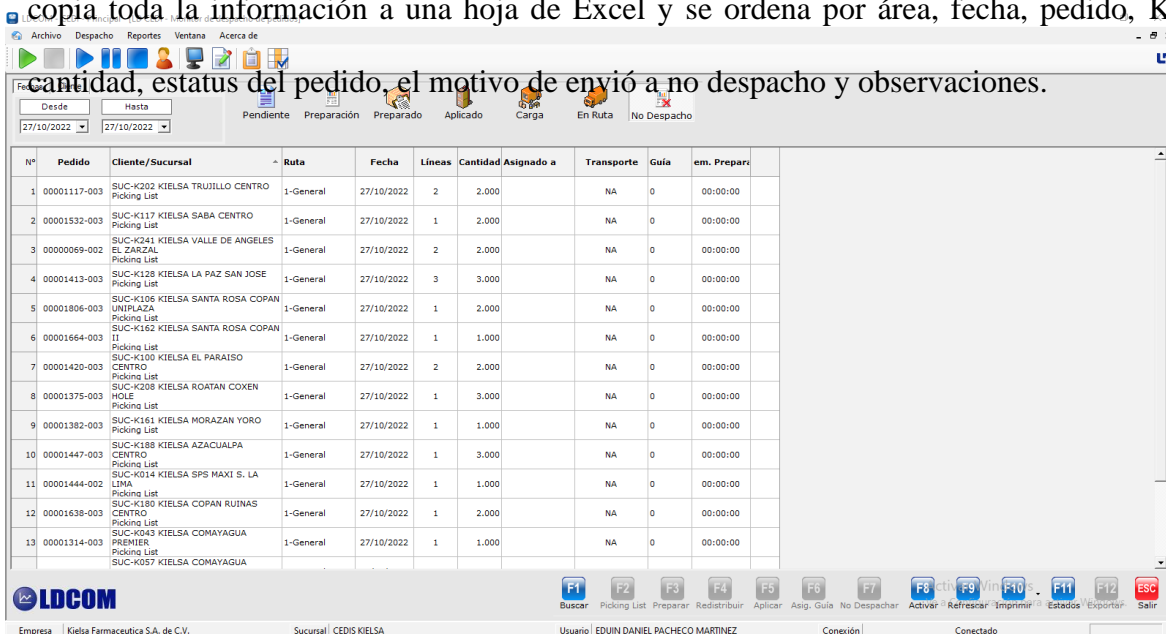 copia toda la información a una hoja de Excel y se ordena por área, fecha, pedido, K
Archivo Despacho Reportes Ventana Acerca de
cantidad, estatus del pedido, el motivo de envió a no despacho y observaciones.
Desde Hasta
27/10/2022 27/10/2022
Pendiente Preparación Preparado Aplicado Carga En Ruta No Despacho
Nº Pedido Cliente/Sucursal Ruta Fecha Líneas Cantidad Asignado a Transporte Guía em. Prepara
1 00001117-003 SUC-K202 KIELSA TRUJILLO CENTRO Picking List 1-General 27/10/2022 2 2.000 NA 0 00:00:00
2 00001532-003 SUC-K117 KIELSA SABA CENTRO Picking List 1-General 27/10/2022 1 2.000 NA 0 00:00:00
3 00000069-002 SUC-K241 KIELSA VALLE DE ANGELES EL ZARZAL Picking List 1-General 27/10/2022 2 2.000 NA 0 00:00:00
4 00001413-003 SUC-K128 KIELSA LA PAZ SAN JOSE Picking List 1-General 27/10/2022 3 3.000 NA 0 00:00:00
5 00001806-003 SUC-K106 KIELSA SANTA ROSA COPAN UNIPLAZA Picking List 1-General 27/10/2022 1 2.000 NA 0 00:00:00
6 00001664-003 SUC-K162 KIELSA SANTA ROSA COPAN II Picking List 1-General 27/10/2022 1 1.000 NA 0 00:00:00
7 00001420-003 SUC-K100 KIELSA EL PARAISO CENTRO Picking List 1-General 27/10/2022 2 2.000 NA 0 00:00:00
8 00001375-003 SUC-K208 KIELSA ROATAN COXEN HOLE Picking List 1-General 27/10/2022 1 3.000 NA 0 00:00:00
9 00001382-003 SUC-K161 KIELSA MORAZAN YORO Picking List 1-General 27/10/2022 1 1.000 NA 0 00:00:00
10 00001447-003 SUC-K188 KIELSA AZACUALPA CENTRO Picking List 1-General 27/10/2022 1 3.000 NA 0 00:00:00
11 00001444-002 SUC-K014 KIELSA SPS MAXI S. LA LIMA Picking List 1-General 27/10/2022 1 1.000 NA 0 00:00:00
12 00001638-003 SUC-K180 KIELSA COPAN RUINAS CENTRO Picking List 1-General 27/10/2022 1 2.000 NA 0 00:00:00
13 00001314-003 SUC-K043 KIELSA COMAYAGUA PREMIER Picking List 1-General 27/10/2022 1 1.000 NA 0 00:00:00
SUC-K057 KIELSA COMAYAGUA
LDCOM
F1 F2 F3 F4 F5 F6 F7 F8 F9 F10 F11 F12 ESC
Buscar Picking List Preparar Redistribuir Aplicar Asig. Guía No Despachar Activar Refrescar Imprimir Estados Exportar Salir
Empresa Kielsa Farmaceutica S.A. de C.V. Sucursal CEDIS KIELSA Usuario EDUIN DANIEL PACHECO MARTINEZ Conexión Conectado